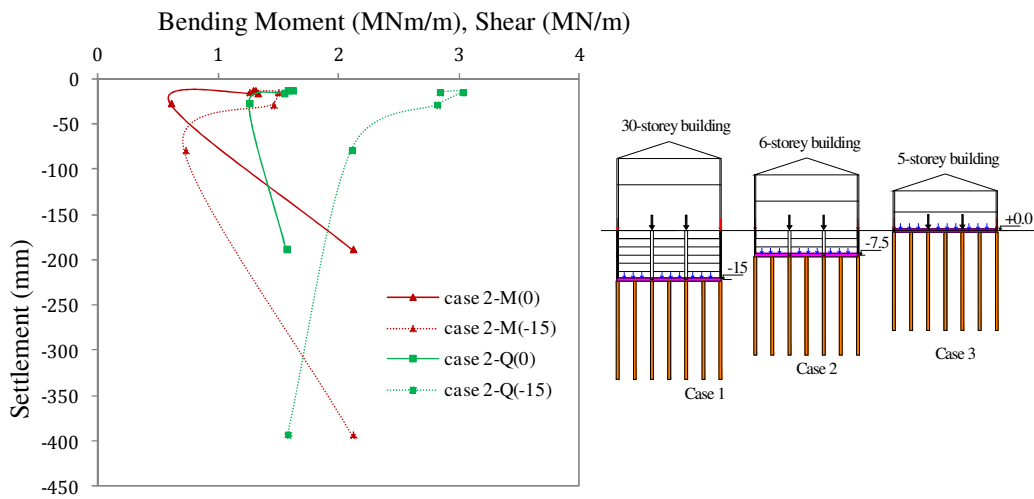 Bending Moment (MNm/m), Shear (MN/m)
0 1 2 3 4
0
-50
-100
-150
-200
-250
-300
-350
-400
-450
Settlement (mm)
case 2-M(0)
case 2-M(-15)
case 2-Q(0)
case 2-Q(-15)
30-storey building
6-storey building
5-storey building
+0.0
-7.5
-15
Case 1
Case 2
Case 3